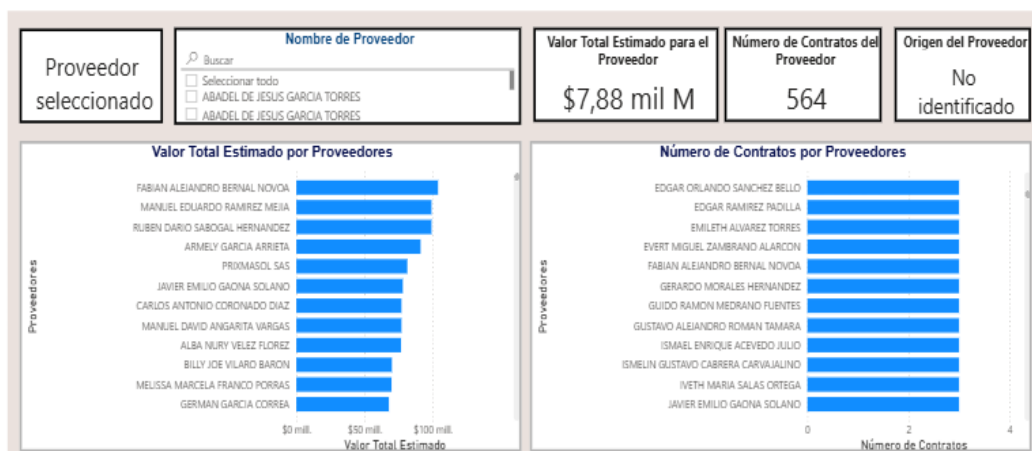 Proveedor
seleccionado
Nombre de Proveedor
Buscar
Seleccionar todo
ABADEL DE JESUS GARCIA TORRES
ABADEL DE JESUS GARCIA TORRES
Valor Total Estimado para el
Proveedor
$7,88 mil M
Número de Contratos del
Proveedor
564
Origen del Proveedor
No
identificado
Valor Total Estimado por Proveedores
Proveedores
FABIAN ALEJANDRO BERNAL NOVOA
MANUEL EDUARDO RAMIREZ MEJIA
RUBEN DARIO SABOGAL HERNANDEZ
ARMELY GARCIA ARRIETA
PRIXMASOL SAS
JAVIER EMILIO GAONA SOLANO
CARLOS ANTONIO CORONADO DIAZ
MANUEL DAVID ANGARITA VARGAS
ALBA NURY VELEZ FLOREZ
BILLY JOE VILARO BARON
MELISSA MARCELA FRANCO PORRAS
GERMAN GARCIA CORREA
$0 mill. $50 mill. $100 mill.
Valor Total Estimado
Número de Contratos por Proveedores
Proveedores
EDGAR ORLANDO SANCHEZ BELLO
EDGAR RAMIREZ PADILLA
EMILETH ALVAREZ TORRES
EVERT MIGUEL ZAMBRANO ALARCON
FABIAN ALEJANDRO BERNAL NOVOA
GERARDO MORALES HERNANDEZ
GUIDO RAMON MEDRANO FUENTES
GUSTAVO ALEJANDRO ROMAN TAMARA
ISMAEL ENRIQUE ACEVEDO JULIO
ISMELIN GUSTAVO CABRERA CARVAJALINO
IVETH MARIA SALAS ORTEGA
JAVIER EMILIO GAONA SOLANO
0 2 4
Número de Contratos